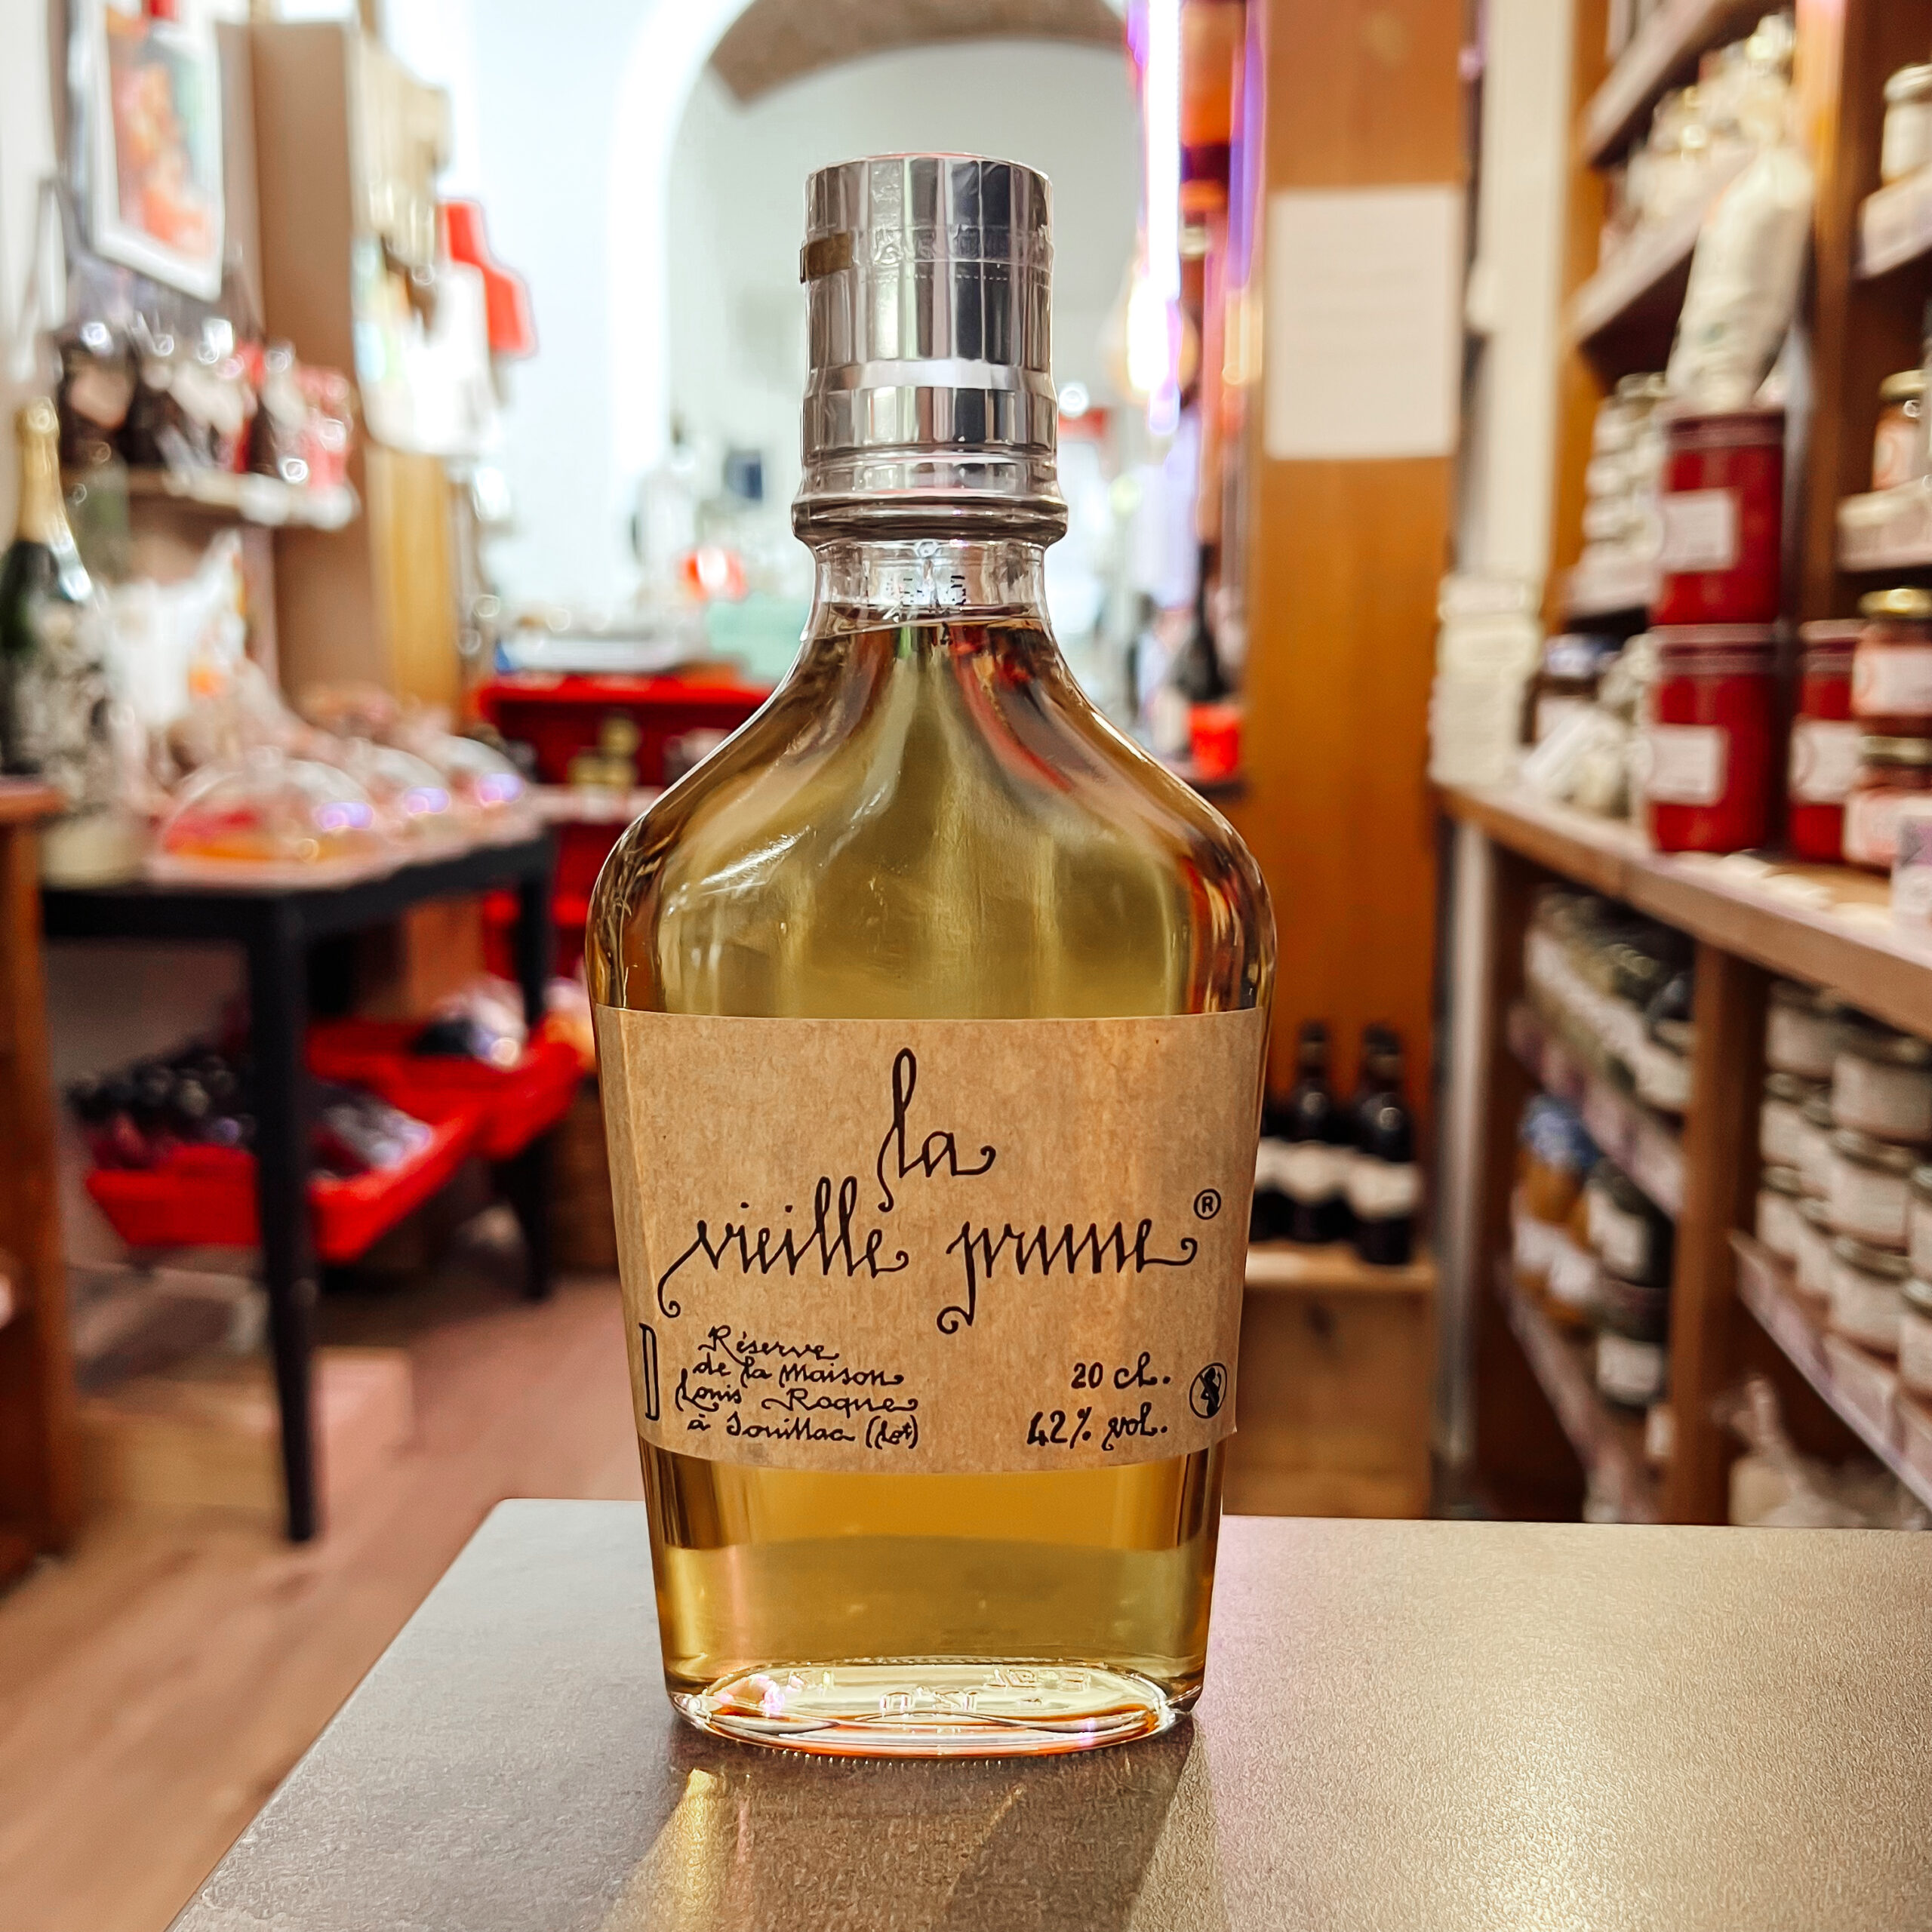 la
vieille prune ®
D
Réserve
de la Maison
Louis Roque
à Souillac (Lot)
20 cl.
42% vol.